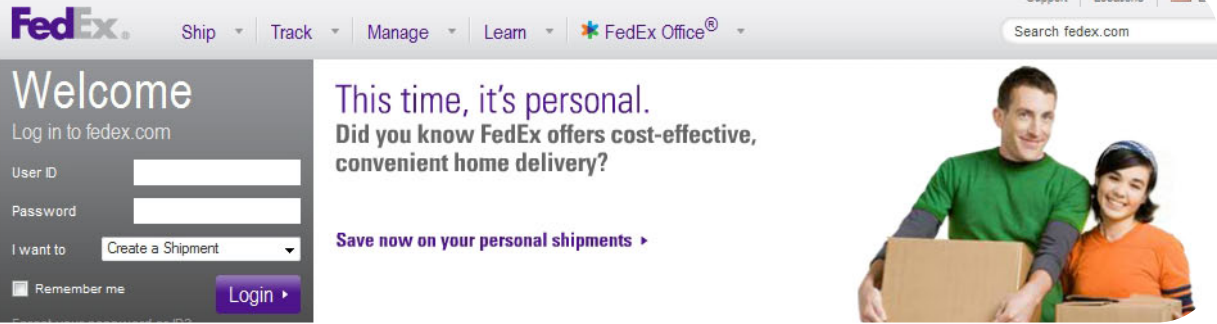 Support Locations
FedEx® Ship Track Manage Learn FedEx Office®
Search fedex.com
Welcome
Log in to fedex.com
User ID
Password
I want to Create a Shipment
Remember me
Login
This time, it's personal.
Did you know FedEx offers cost-effective,
convenient home delivery?
Save now on your personal shipments